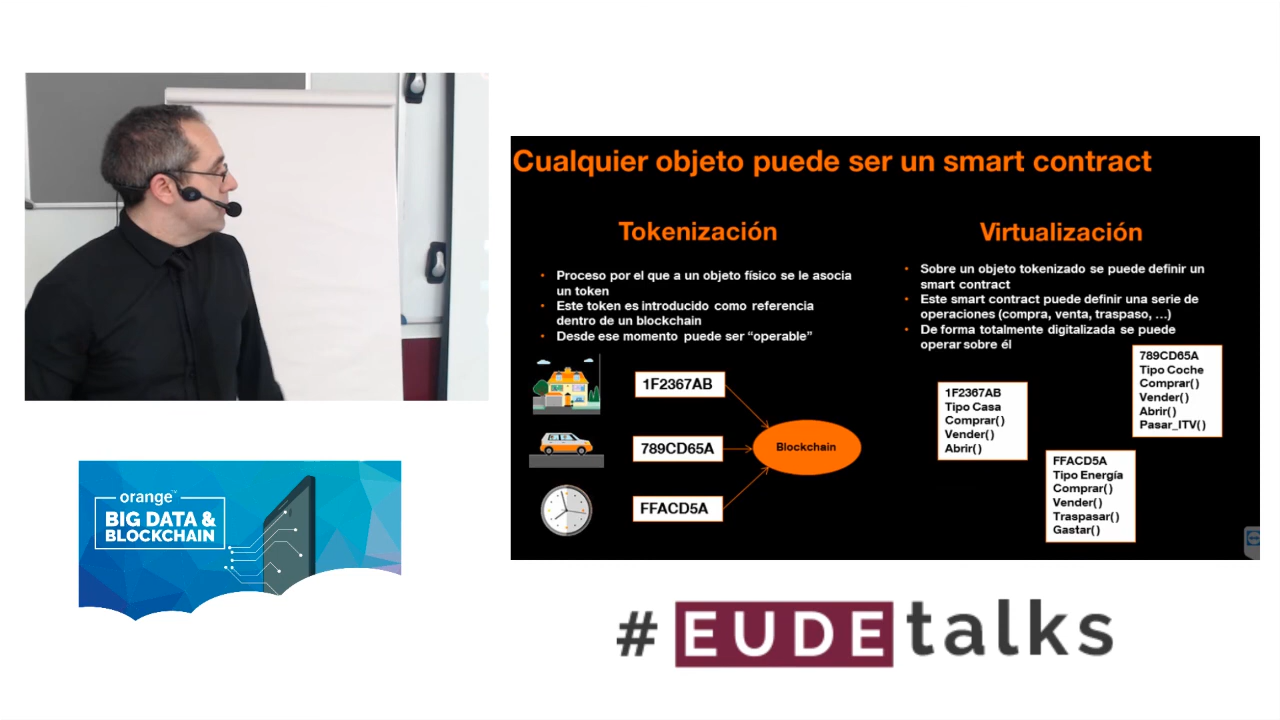 Cualquier objeto puede ser un smart contract
Tokenización
• Proceso por el que a un objeto físico se le asocia
un token
• Este token es introducido como referencia
dentro de un blockchain
• Desde ese momento puede ser “operable”
1F2367AB
789CD65A
FFACD5A
Blockchain
Virtualización
• Sobre un objeto tokenizado se puede definir un
smart contract
• Este smart contract puede definir una serie de
operaciones (compra, venta, traspaso, ...)
• De forma totalmente digitalizada se puede
operar sobre él
1F2367AB
Tipo Casa
Comprar()
Vender()
Abrir()
789CD65A
Tipo Coche
Comprar()
Vender()
Abrir()
Pasar_ITV()
FFACD5A
Tipo Energía
Comprar()
Vender()
Traspasar()
Gastar()
orange™
BIG DATA &
BLOCKCHAIN
# EUDE talks